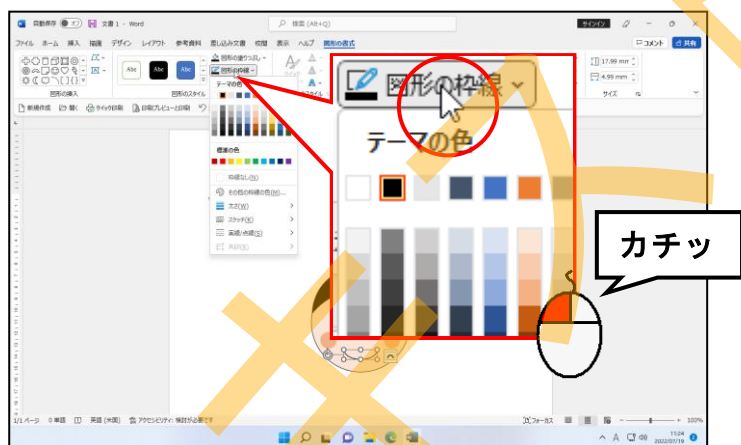 自動保存 オフ 文書 1 - Word 検索 (Alt+Q) サインイン
ファイル ホーム 挿入 描画 デザイン レイアウト 参考資料 差し込み文書 校閲 表示 ヘルプ 図形の書式 コメント 共有
Abc Abc Abc
図形の塗りつぶし
図形の枠線
17.99 mm
4.99 mm
図形の挿入 図形のスタイル サイズ
新規作成 開く クイック印刷 印刷プレビューと印刷
テーマの色
標準の色
枠線なし(N)
その他の枠線の色(M)...
太さ(W)
スケッチ(K)
実線/点線(S)
矢印(R)
図形の枠線
テーマの色
カチッ
1/1 ページ 0 単語 英語 (米国) アクセシビリティ: 検討が必要です フォーカス 100%
A 11:24
2022/07/19